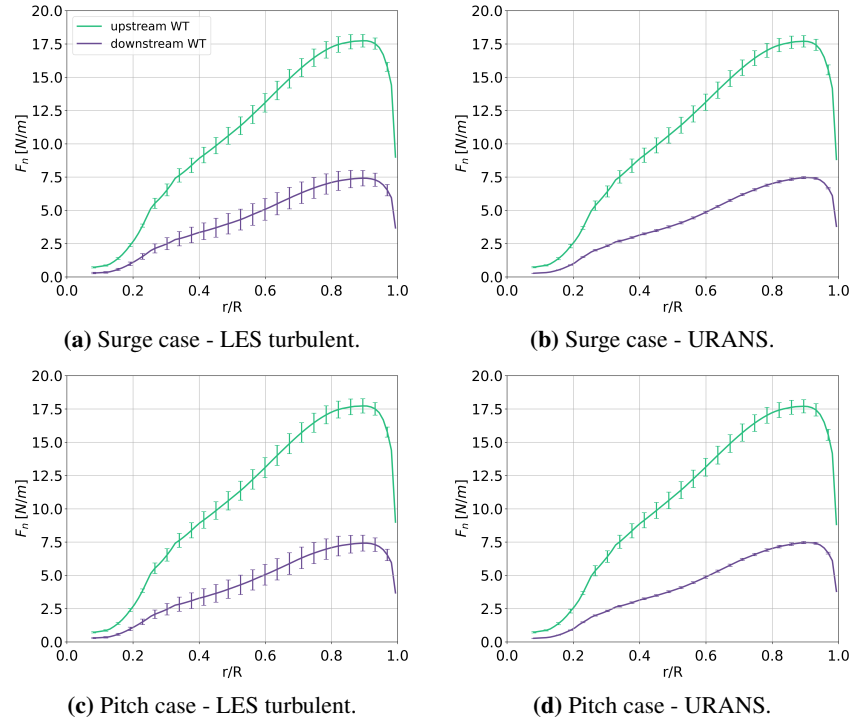 20.0
17.5
15.0
12.5
10.0
7.5
5.0
2.5
0.0
F_n [N/m]
upstream WT
downstream WT
0.0 0.2 0.4 0.6 0.8 1.0
r/R
(a) Surge case - LES turbulent.
20.0
17.5
15.0
12.5
10.0
7.5
5.0
2.5
0.0
F_n [N/m]
0.0 0.2 0.4 0.6 0.8 1.0
r/R
(b) Surge case - URANS.
20.0
17.5
15.0
12.5
10.0
7.5
5.0
2.5
0.0
F_n [N/m]
0.0 0.2 0.4 0.6 0.8 1.0
r/R
(c) Pitch case - LES turbulent.
20.0
17.5
15.0
12.5
10.0
7.5
5.0
2.5
0.0
F_n [N/m]
0.0 0.2 0.4 0.6 0.8 1.0
r/R
(d) Pitch case - URANS.